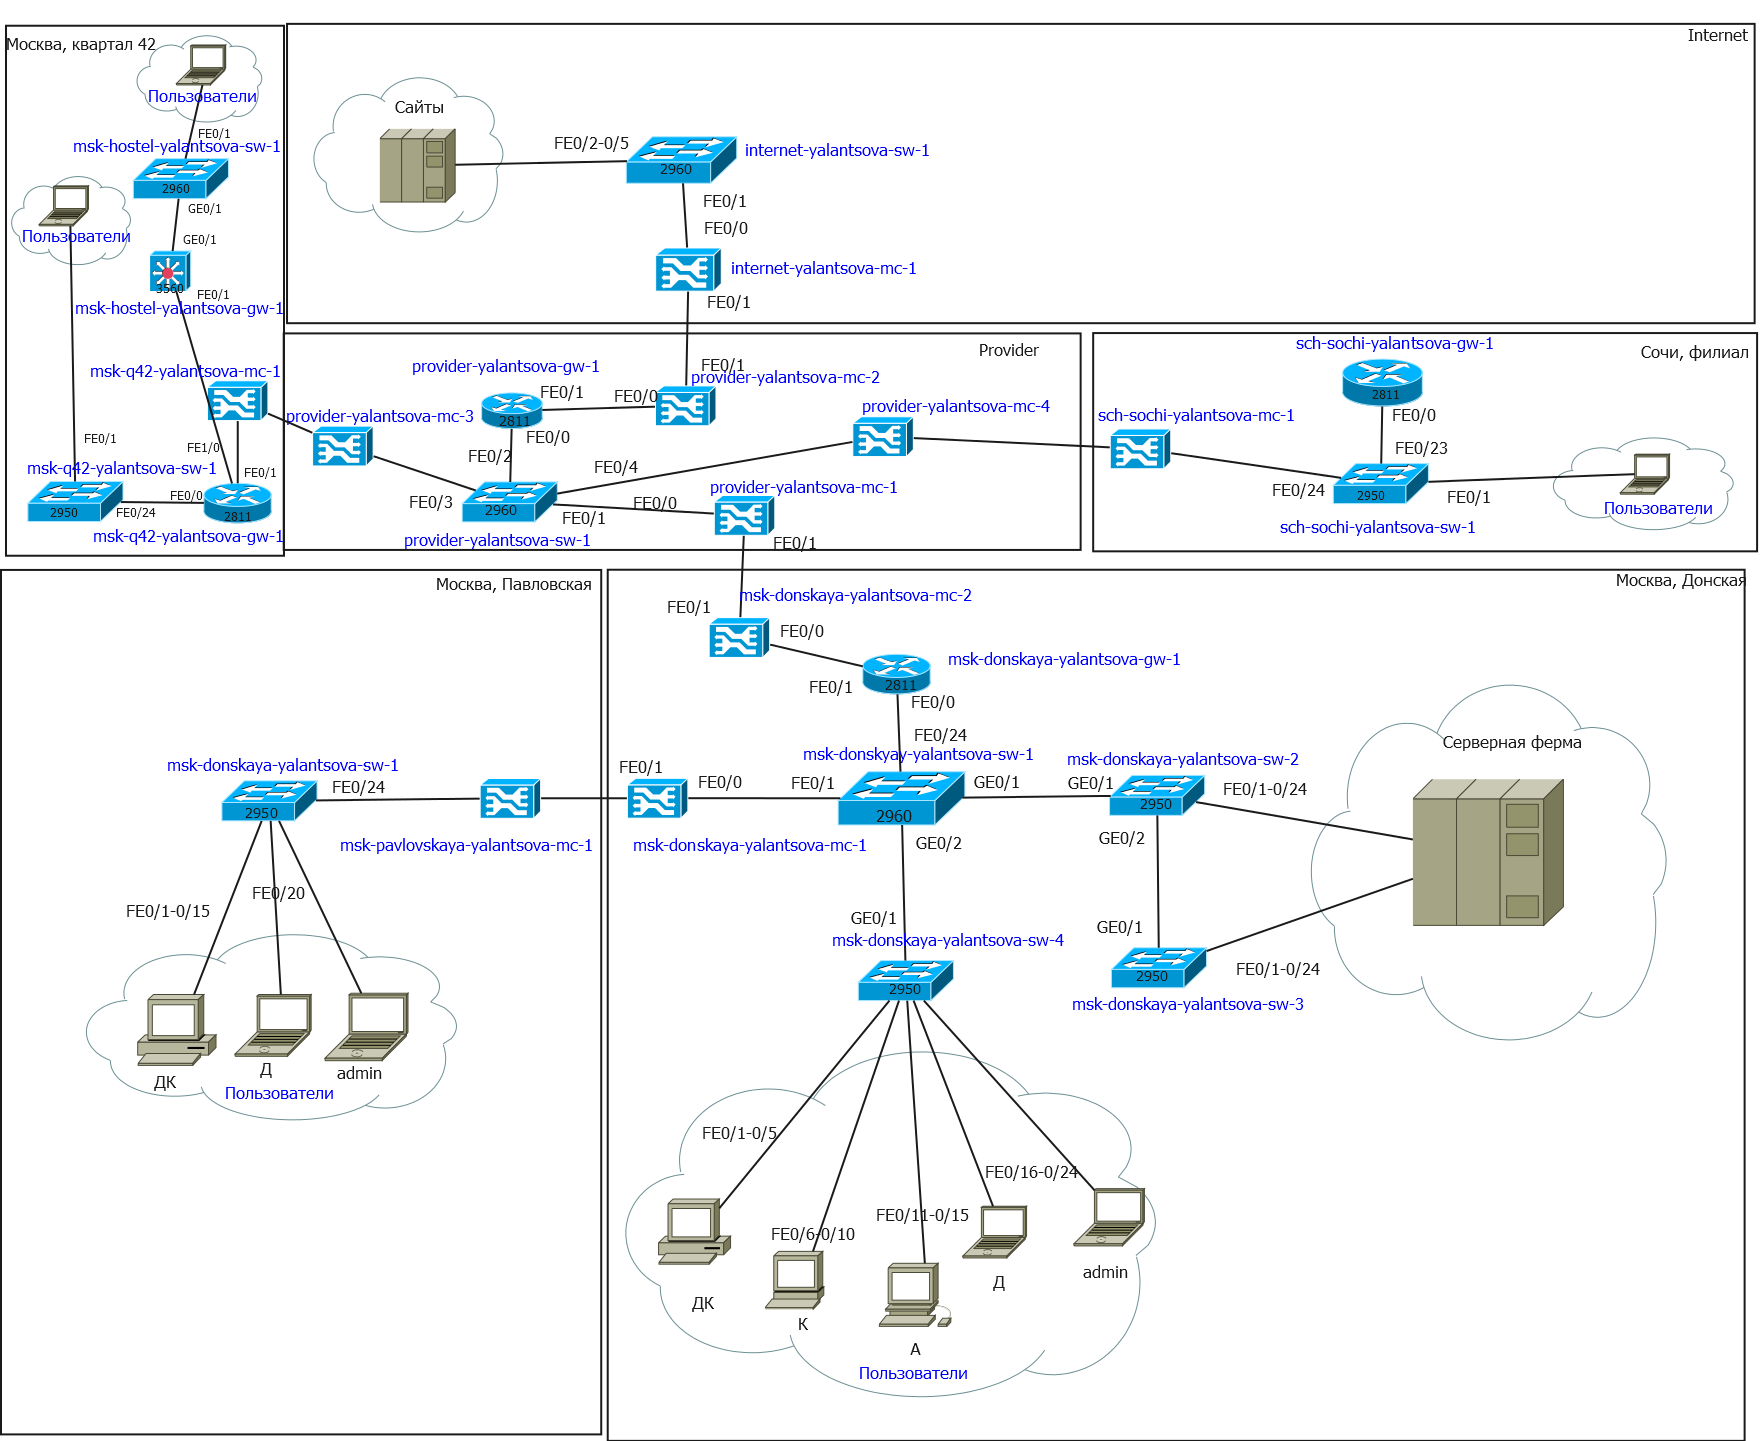 Москва, квартал 42
Пользователи
FE0/1
msk-hostel-yalantsova-sw-1
2960
GE0/1
Пользователи
GE0/1
3560
FE0/1
msk-hostel-yalantsova-gw-1
msk-q42-yalantsova-mc-1
FE0/1
FE1/0
msk-q42-yalantsova-sw-1
FE0/1
2950
FE0/24
FE0/0
2811
msk-q42-yalantsova-gw-1
Internet
Сайты
FE0/2-0/5
2960
internet-yalantsova-sw-1
FE0/1
FE0/0
internet-yalantsova-mc-1
FE0/1
Provider
provider-yalantsova-gw-1
FE0/1
2811
FE0/0
FE0/0
FE0/1
provider-yalantsova-mc-2
provider-yalantsova-mc-3
provider-yalantsova-mc-4
FE0/2
FE0/4
FE0/3
2960
FE0/1
FE0/0
provider-yalantsova-mc-1
provider-yalantsova-sw-1
FE0/1
Сочи, филиал
sch-sochi-yalantsova-gw-1
2811
FE0/0
sch-sochi-yalantsova-mc-1
FE0/23
FE0/24
2950
FE0/1
sch-sochi-yalantsova-sw-1
Пользователи
Москва, Павловская
msk-donskaya-yalantsova-sw-1
2950
FE0/24
msk-pavlovskaya-yalantsova-mc-1
FE0/1-0/15
FE0/20
ДК
Д
admin
Пользователи
Москва, Донская
msk-donskaya-yalantsova-mc-2
FE0/1
FE0/0
msk-donskaya-yalantsova-gw-1
FE0/1
2811
FE0/0
FE0/24
msk-donskyay-yalantsova-sw-1
FE0/1
FE0/0
FE0/1
2960
GE0/1
msk-donskaya-yalantsova-mc-1
GE0/2
msk-donskaya-yalantsova-sw-2
GE0/1
2950
FE0/1-0/24
GE0/2
Серверная ферма
GE0/1
2950
FE0/1-0/24
msk-donskaya-yalantsova-sw-3
GE0/1
msk-donskaya-yalantsova-sw-4
2950
FE0/1-0/5
FE0/6-0/10
FE0/11-0/15
FE0/16-0/24
ДК
К
А
Д
admin
Пользователи